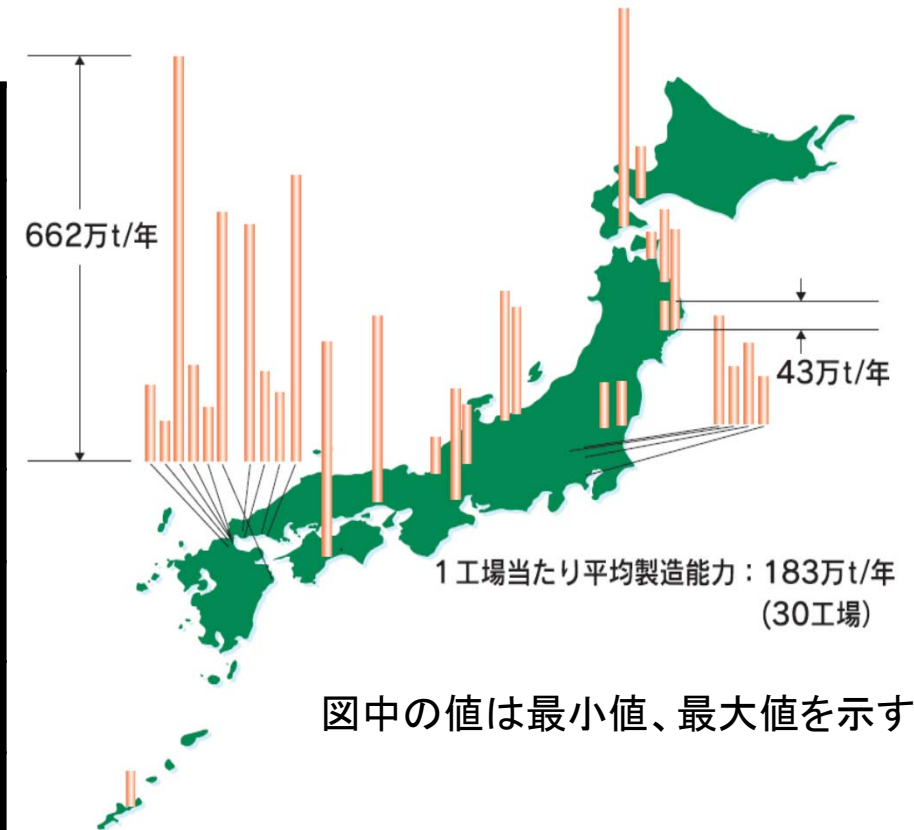 662万t/年
43万t/年
1工場当たり平均製造能力：183万t/年
(30工場)
図中の値は最小値、最大値を示す